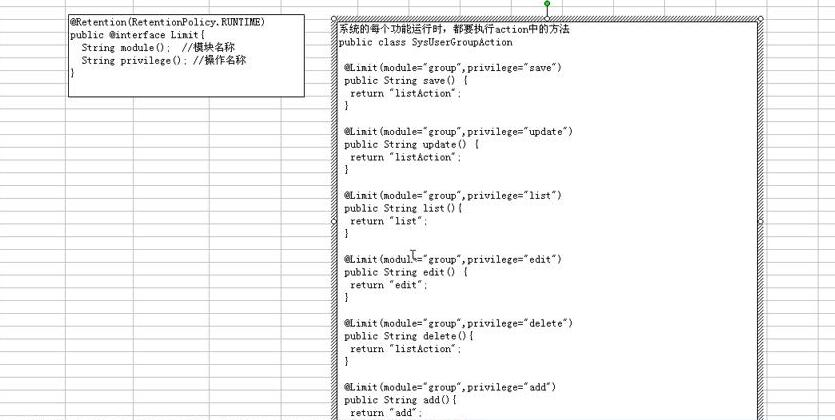 @Retention(RetentionPolicy.RUNTIME)
public @interface Limit{
String module(); //模块名称
String privilege(); //操作名称
}
系统的每个功能运行时，都要执行action中的方法
public class SysUserGroupAction
@Limit(module="group",privilege="save")
public String save() {
return "listAction";
}
@Limit(module="group",privilege="update")
public String update() {
return "listAction";
}
@Limit(module="group",privilege="list")
public String list(){
return "list";
}
@Limit(module="group",privilege="edit")
public String edit() {
return "edit";
}
@Limit(module="group",privilege="delete")
public String delete(){
return "listAction";
}
@Limit(module="group",privilege="add")
public String add(){
return "add";